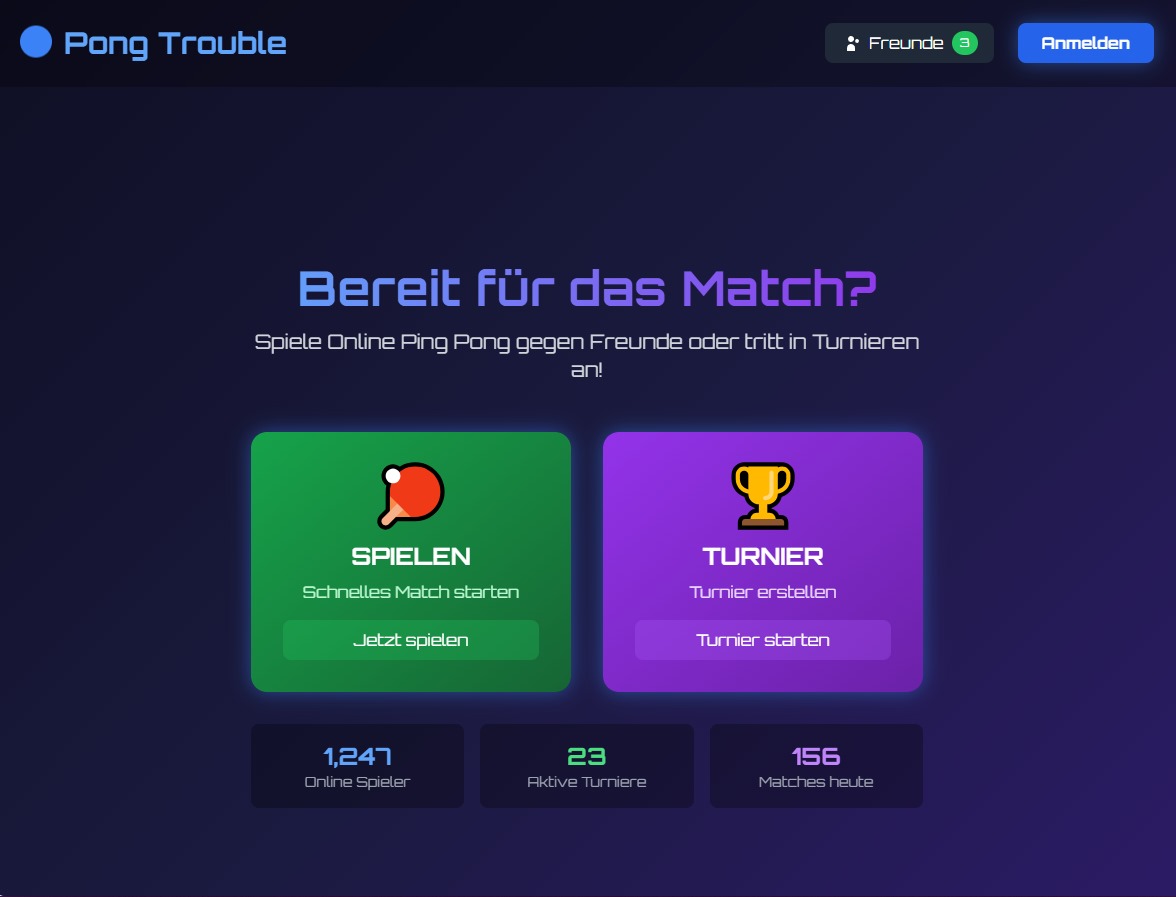 Pong Trouble
Freunde 3
Anmelden
Bereit für das Match?
Spiele Online Ping Pong gegen Freunde oder tritt in Turnieren
an!
SPIELEN
Schnelles Match starten
Jetzt spielen
TURNIER
Turnier erstellen
Turnier starten
1,247
Online Spieler
23
Aktive Turniere
156
Matches heute